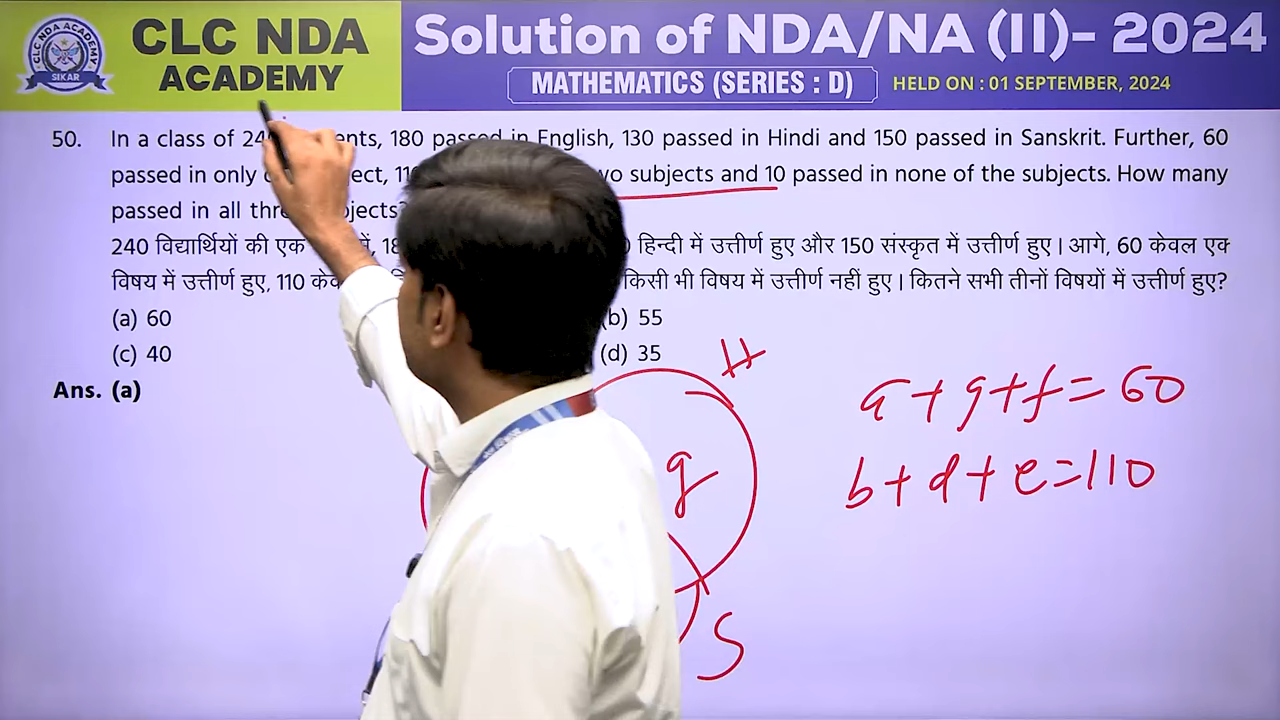 CLC NDA ACADEMY
SIKAR
CLC NDA
ACADEMY
Solution of NDA/NA (II)- 2024
MATHEMATICS (SERIES : D)
HELD ON : 01 SEPTEMBER, 2024
50. In a class of 180 passed in English, 130 passed in Hindi and 150 passed in Sanskrit. Further, 60
passed in only subjects and 10 passed in none of the subjects. How many
passed in all
240 विद्यार्थियों की एक हिन्दी में उत्तीर्ण हुए और 150 संस्कृत में उत्तीर्ण हुए। आगे, 60 केवल एक
विषय में उत्तीर्ण हुए, 110 किसी भी विषय में उत्तीर्ण नहीं हुए। कितने सभी तीनों विषयों में उत्तीर्ण हुए?
(a) 60
(b) 55
(c) 40
(d) 35
Ans. (a)
H
g
S
a+g+f=60
b+d+e=110